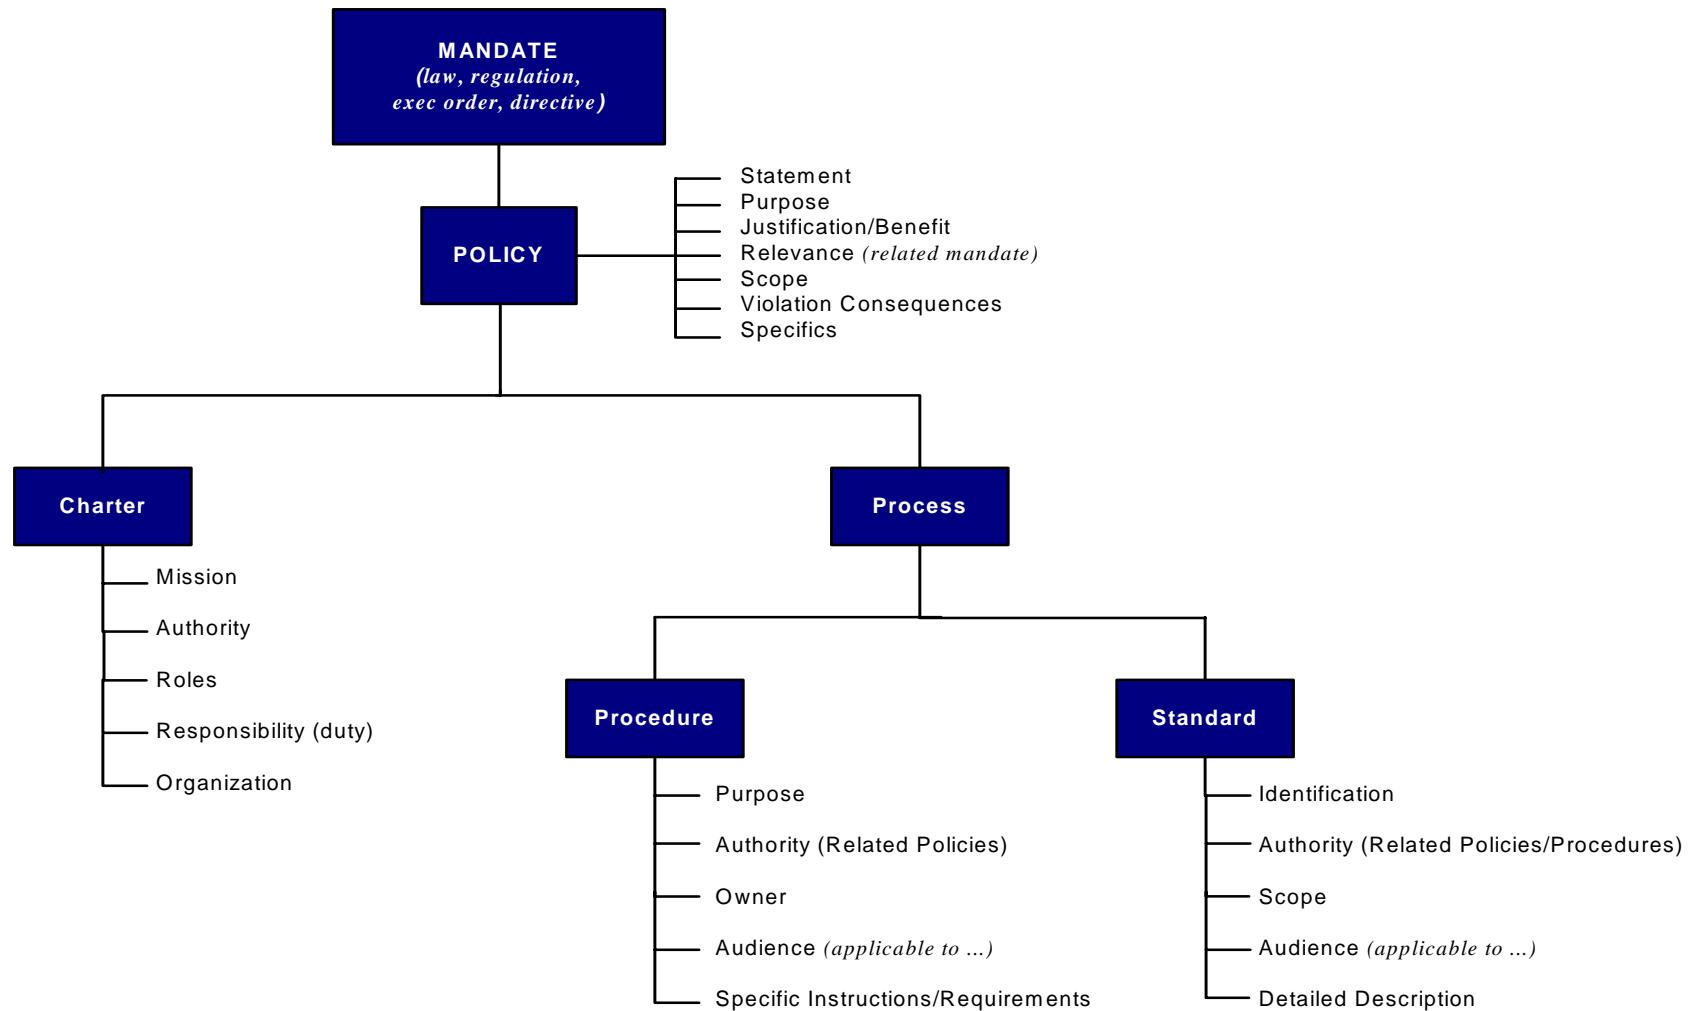 MANDATE
(law, regulation,
exec order, directive)
Statement
Purpose
Justification/Benefit
POLICY
Relevance (related mandate)
Scope
Violation Consequences
Specifics
Charter
Process
Mission
Authority
Roles
Responsibility (duty)
Organization
Procedure
Standard
Purpose
Authority (Related Policies)
Owner
Audience (applicable to ...)
Specific Instructions/Requirements
Identification
Authority (Related Policies/Procedures)
Scope
Audience (applicable to ...)
Detailed Description